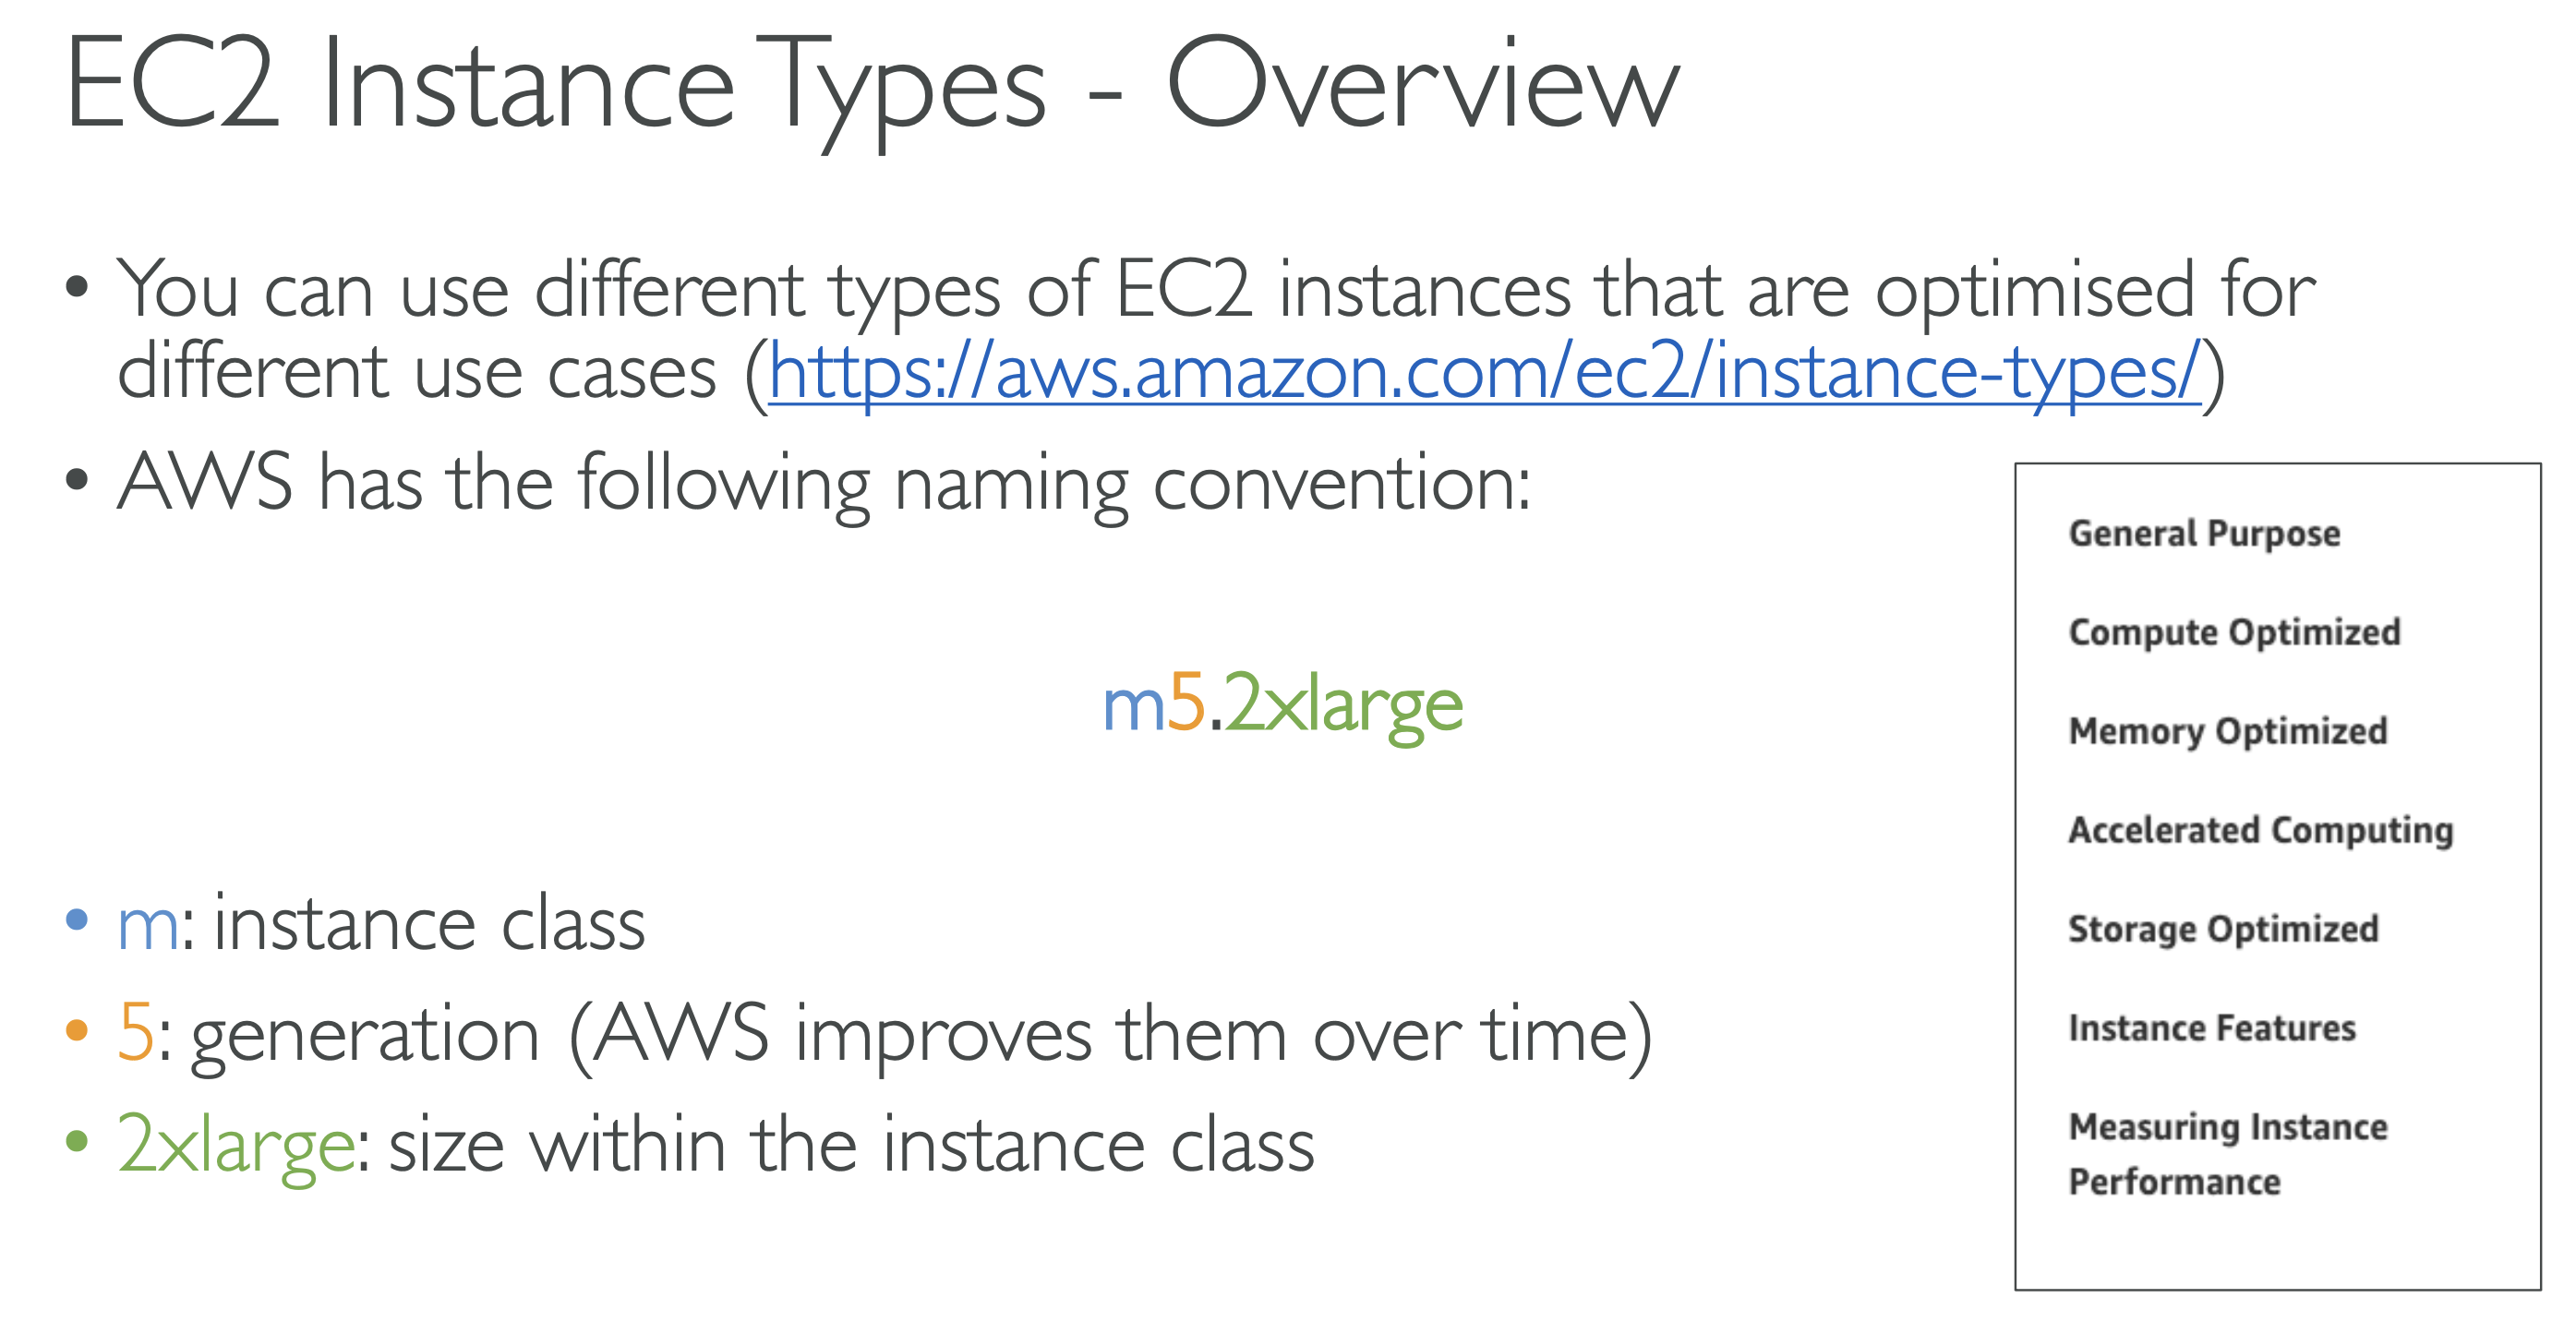 EC2 Instance Types - Overview
• You can use different types of EC2 instances that are optimised for
different use cases (https://aws.amazon.com/ec2/instance-types/)
• AWS has the following naming convention:
m5.2xlarge
• m: instance class
• 5: generation (AWS improves them over time)
• 2xlarge: size within the instance class
General Purpose
Compute Optimized
Memory Optimized
Accelerated Computing
Storage Optimized
Instance Features
Measuring Instance
Performance